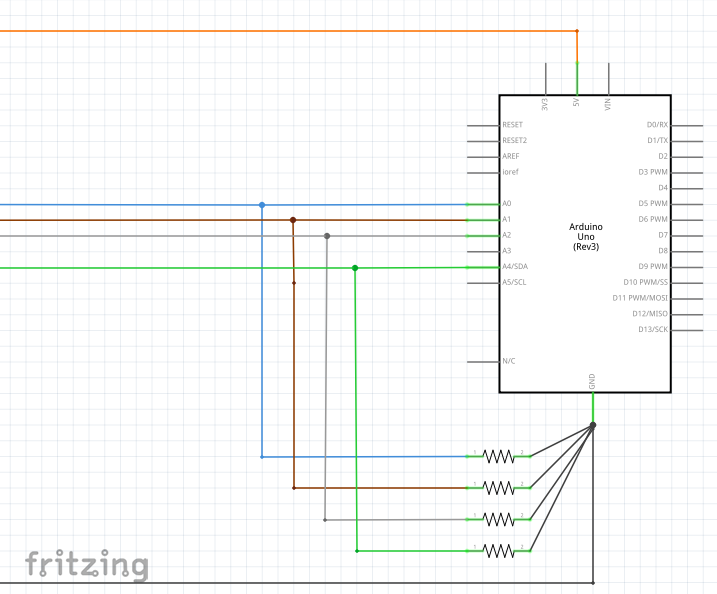 3V3
5V
VIN
RESET
RESET2
AREF
ioref
A0
A1
A2
A3
A4/SDA
A5/SCL
N/C
D0/RX
D1/TX
D2
D3 PWM
D4
D5 PWM
D6 PWM
D7
D8
D9 PWM
D10 PWM/SS
D11 PWM/MOSI
D12/MISO
D13/SCK
Arduino
Uno
(Rev3)
GND
1 2
1 2
1 2
1 2
fritzing